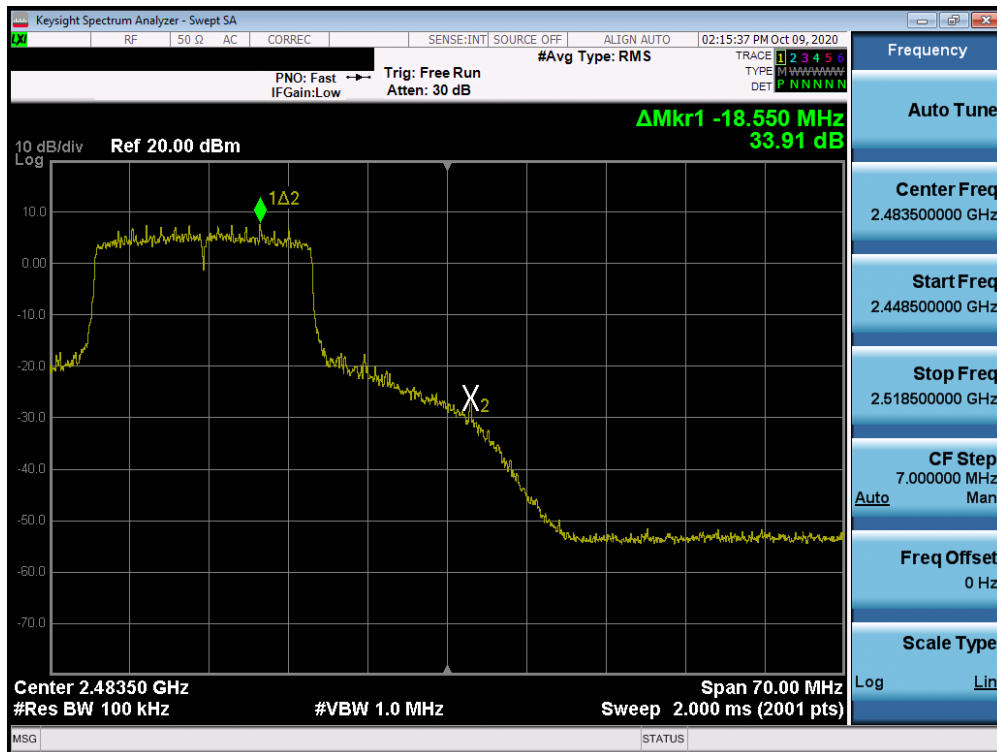 Keysight Spectrum Analyzer - Swept SA
LXI RF 50 Ω AC CORREC SENSE:INT SOURCE OFF ALIGN AUTO 02:15:37 PM Oct 09, 2020
PNO: Fast
IFGain:Low
Trig: Free Run
Atten: 30 dB
#Avg Type: RMS
TRACE 1 2 3 4 5 6
TYPE M WWWWW
DET P N N N N N
ΔMkr1 -18.550 MHz
33.91 dB
10 dB/div Ref 20.00 dBm
Log
10.0
0.00
-10.0
-20.0
-30.0
-40.0
-50.0
-60.0
-70.0
1Δ2
X2
Center 2.48350 GHz
Span 70.00 MHz
#Res BW 100 kHz
#VBW 1.0 MHz
Sweep 2.000 ms (2001 pts)
MSG
STATUS
Frequency
Auto Tune
Center Freq
2.483500000 GHz
Start Freq
2.448500000 GHz
Stop Freq
2.518500000 GHz
CF Step
7.000000 MHz
Auto Man
Freq Offset
0 Hz
Scale Type
Log Lin